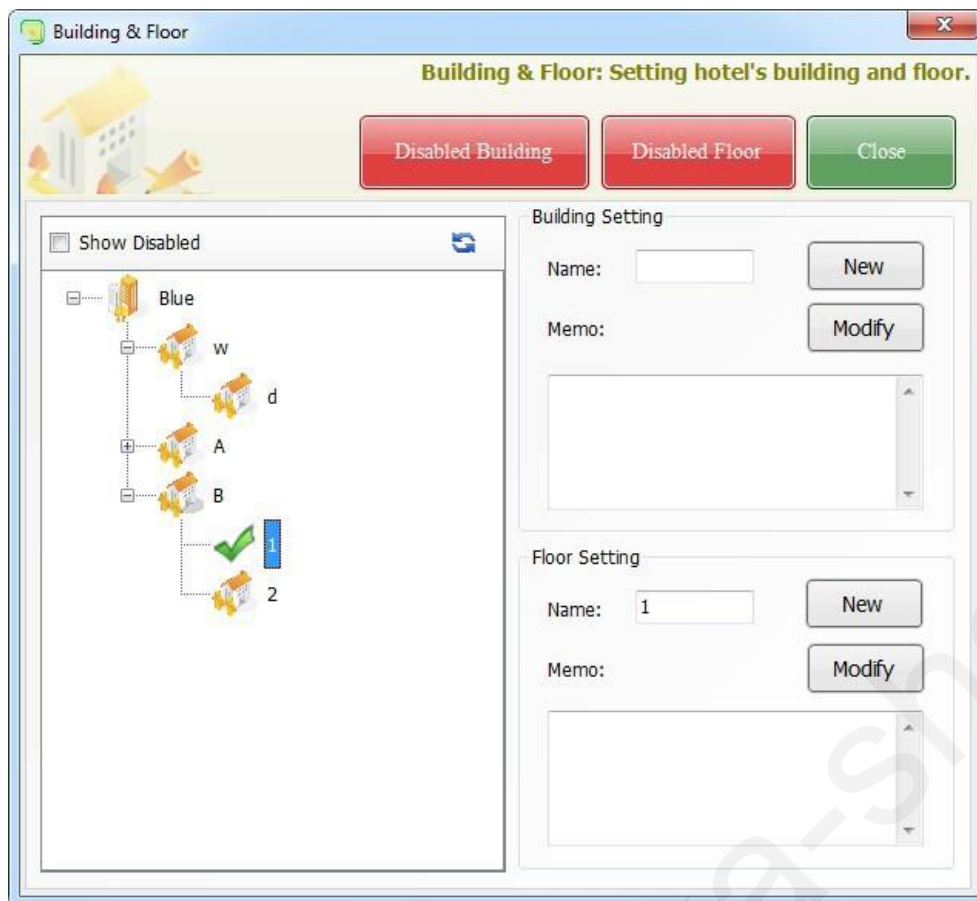 Building & Floor
Building & Floor: Setting hotel's building and floor.
Disabled Building
Disabled Floor
Close
Show Disabled
Blue
w
d
A
B
1
2
Building Setting
Name:
New
Memo:
Modify
Floor Setting
Name: 1
New
Memo:
Modify